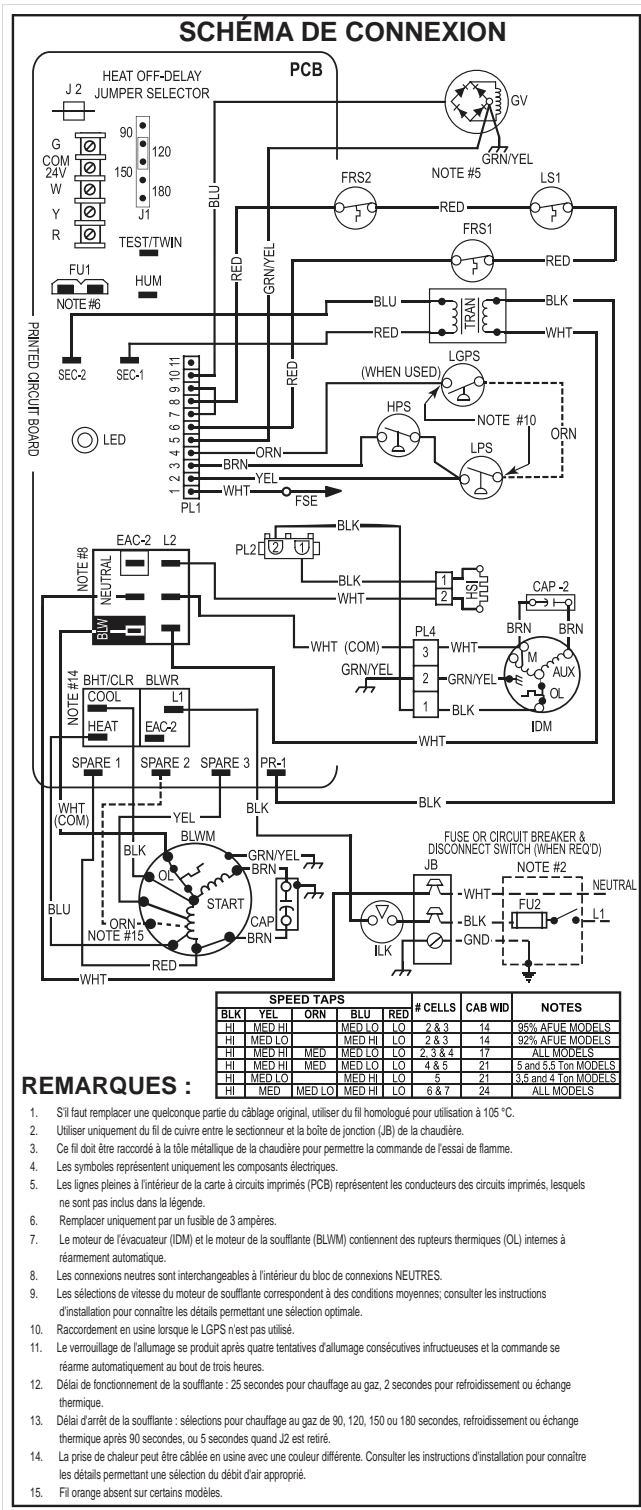 SCHÉMA DE CONNEXION
PCB
J 2
HEAT OFF-DELAY
JUMPER SELECTOR
90
120
150
180
J1
G
COM
24V
W
Y
R
TEST/TWIN
FU1
NOTE #6
HUM
PRINTED CIRCUIT BOARD
SEC-2
SEC-1
LED
BLU
RED
GRN/YEL
RED
GV
GRN/YEL
NOTE #5
FRS2
LS1
RED
FRS1
RED
BLU
TRAN
BLK
RED
WHT
11
10
9
8
7
6
5
4
3
2
1
PL1
(WHEN USED)
LGPS
NOTE #10
HPS
ORN
ORN
BRN
LPS
YEL
WHT
FSE
BLK
EAC-2
L2
NOTE #8
NEUTRAL
BLW
PL2
2
1
BLK
1
2
HSI
WHT
CAP -2
BRN
BRN
WHT (COM)
PL4
3
WHT
M
AUX
GRN/YEL
2
GRN/YEL
OL
1
BLK
IDM
WHT
NOTE #14
BHT/CLR
BLWR
COOL
L1
HEAT
EAC-2
SPARE 1
SPARE 2
SPARE 3
PR-1
BLK
BLK
WHT
(COM)
YEL
BLWM
BLK
OL
GRN/YEL
BRN
START
CAP
BLU
ORN
NOTE #15
BRN
RED
WHT
FUSE OR CIRCUIT BREAKER &
DISCONNECT SWITCH (WHEN REQ'D)
JB
NOTE #2
WHT
NEUTRAL
FU2
BLK
L1
ILK
GND
SPEED TAPS # CELLS CAB WID NOTES
BLK YEL ORN BLU RED
HI MED HI MED LO LO 2 & 3 14 95% AFUE MODELS
HI MED LO MED HI LO 2 & 3 14 92% AFUE MODELS
HI MED HI MED MED LO LO 2, 3 & 4 17 ALL MODELS
HI MED HI MED MED LO LO 4 & 5 21 5 and 5.5 Ton MODELS
HI MED LO MED HI LO 5 21 3,5 and 4 Ton MODELS
HI MED MED LO MED HI LO 6 & 7 24 ALL MODELS
REMARQUES :
1. S'il faut remplacer une quelconque partie du câblage original, utiliser du fil homologué pour utilisation à 105 °C.
2. Utiliser uniquement du fil de cuivre entre le sectionneur et la boîte de jonction (JB) de la chaudière.
3. Ce fil doit être raccordé à la tôle métallique de la chaudière pour permettre la commande de l'essai de flamme.
4. Les symboles représentent uniquement les composants électriques.
5. Les lignes pleines à l'intérieur de la carte à circuits imprimés (PCB) représentent les conducteurs des circuits imprimés, lesquels
ne sont pas inclus dans la légende.
6. Remplacer uniquement par un fusible de 3 ampères.
7. Le moteur de l'évacuateur (IDM) et le moteur de la soufflante (BLWM) contiennent des rupteurs thermiques (OL) internes à
réarmement automatique.
8. Les connexions neutres sont interchangeables à l'intérieur du bloc de connexions NEUTRES.
9. Les sélections de vitesse du moteur de soufflante correspondent à des conditions moyennes; consulter les instructions
d'installation pour connaître les détails permettant une sélection optimale.
10. Raccordement en usine lorsque le LGPS n'est pas utilisé.
11. Le verrouillage de l'allumage se produit après quatre tentatives d'allumage consécutives infructueuses et la commande se
réarme automatiquement au bout de trois heures.
12. Délai de fonctionnement de la soufflante : 25 secondes pour chauffage au gaz, 2 secondes pour refroidissement ou échange
thermique.
13. Délai d'arrêt de la soufflante : sélections pour chauffage au gaz de 90, 120, 150 ou 180 secondes, refroidissement ou échange
thermique après 90 secondes, ou 5 secondes quand J2 est retiré.
14. La prise de chaleur peut être câblée en usine avec une couleur différente. Consulter les instructions d'installation pour connaître
les détails permettant une sélection du débit d'air approprié.
15. Fil orange absent sur certains modèles.